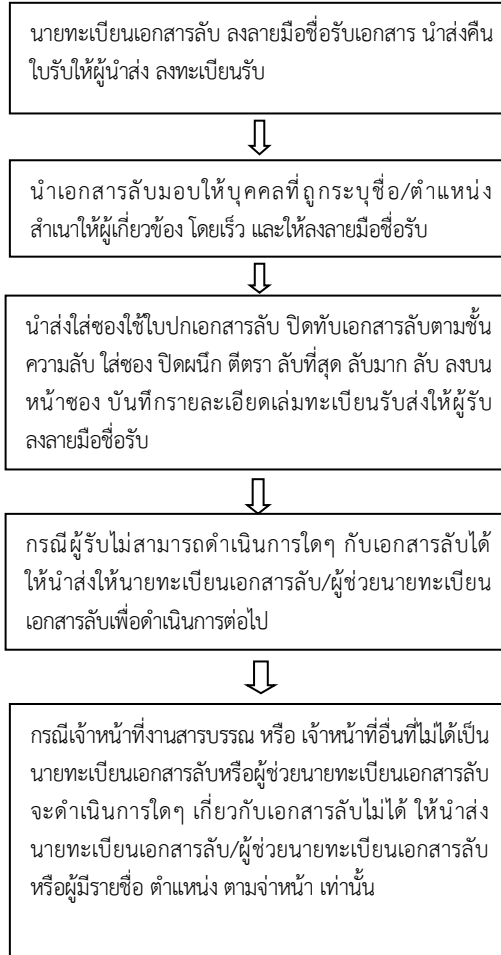 นายทะเบียนเอกสารลับ ลงลายมือชื่อรับเอกสาร นำส่งคืน
ใบรับให้ผู้นำส่ง ลงทะเบียนรับ
นำเอกสารลับมอบให้บุคคลที่ถูกระบุชื่อ/ตำแหน่ง
สำเนาให้ผู้เกี่ยวข้อง โดยเร็ว และให้ลงลายมือชื่อรับ
นำส่งใส่ซองใช้ใบปกเอกสารลับ ปิดทับเอกสารลับตามชั้น
ความลับ ใส่ซอง ปิดผนึก ตีตรา ลับที่สุด ลับมาก ลับ ลงบน
หน้าซอง บันทึกรายละเอียดเล่มทะเบียนรับส่งให้ผู้รับ
ลงลายมือชื่อรับ
กรณีผู้รับไม่สามารถดำเนินการใดๆ กับเอกสารลับได้
ให้นำส่งให้นายทะเบียนเอกสารลับ/ผู้ช่วยนายทะเบียน
เอกสารลับเพื่อดำเนินการต่อไป
กรณีเจ้าหน้าที่งานสารบรรณ หรือ เจ้าหน้าที่อื่นที่ไม่ได้เป็น
นายทะเบียนเอกสารลับหรือผู้ช่วยนายทะเบียนเอกสารลับ
จะดำเนินการใดๆ เกี่ยวกับเอกสารลับไม่ได้ ให้นำส่ง
นายทะเบียนเอกสารลับ/ผู้ช่วยนายทะเบียนเอกสารลับ
หรือผู้มีรายชื่อ ตำแหน่ง ตามจ่าหน้า เท่านั้น